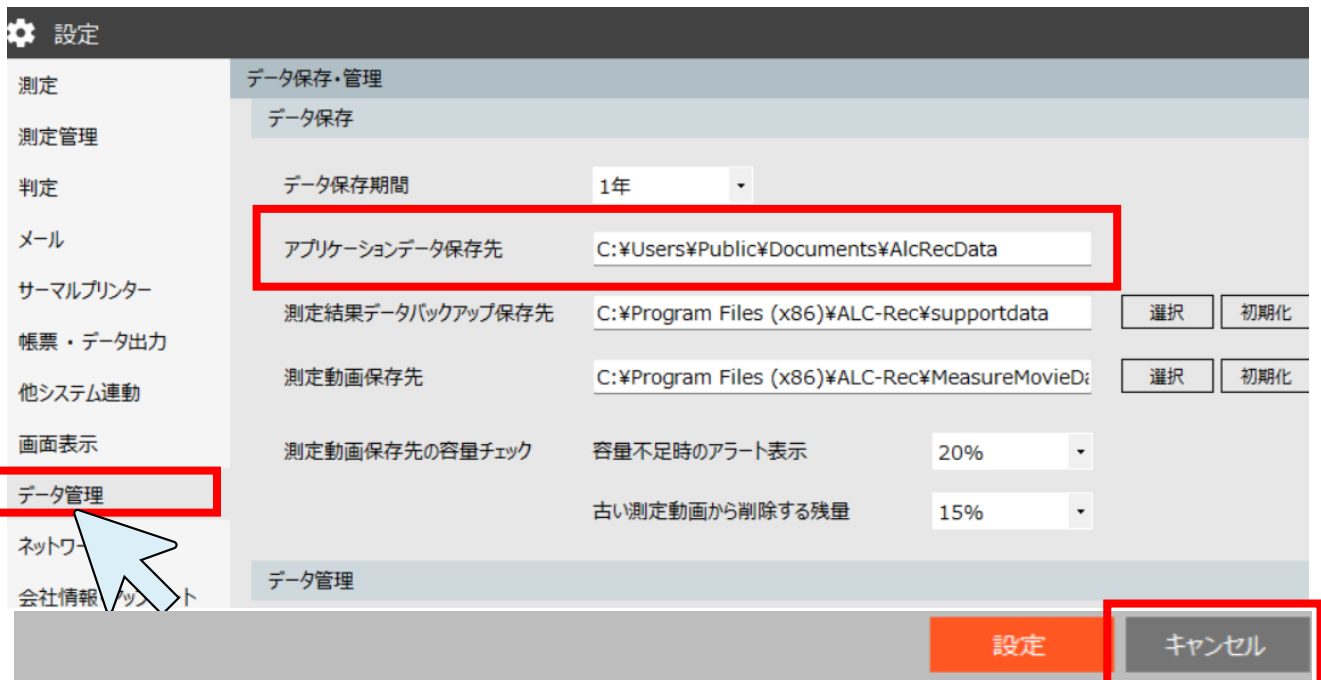 設定
測定
測定管理
判定
メール
サーマルプリンター
帳票・データ出力
他システム連動
画面表示
データ管理
ネットワー
会社情報
データ保存・管理
データ保存
データ保存期間 1年
アプリケーションデータ保存先 C:¥Users¥Public¥Documents¥AlcRecData
測定結果データバックアップ保存先 C:¥Program Files (x86)¥ALC-Rec¥supportdata 選択 初期化
測定動画保存先 C:¥Program Files (x86)¥ALC-Rec¥MeasureMovieDa 選択 初期化
測定動画保存先の容量チェック 容量不足時のアラート表示 20%
古い測定動画から削除する残量 15%
データ管理
設定 キャンセル